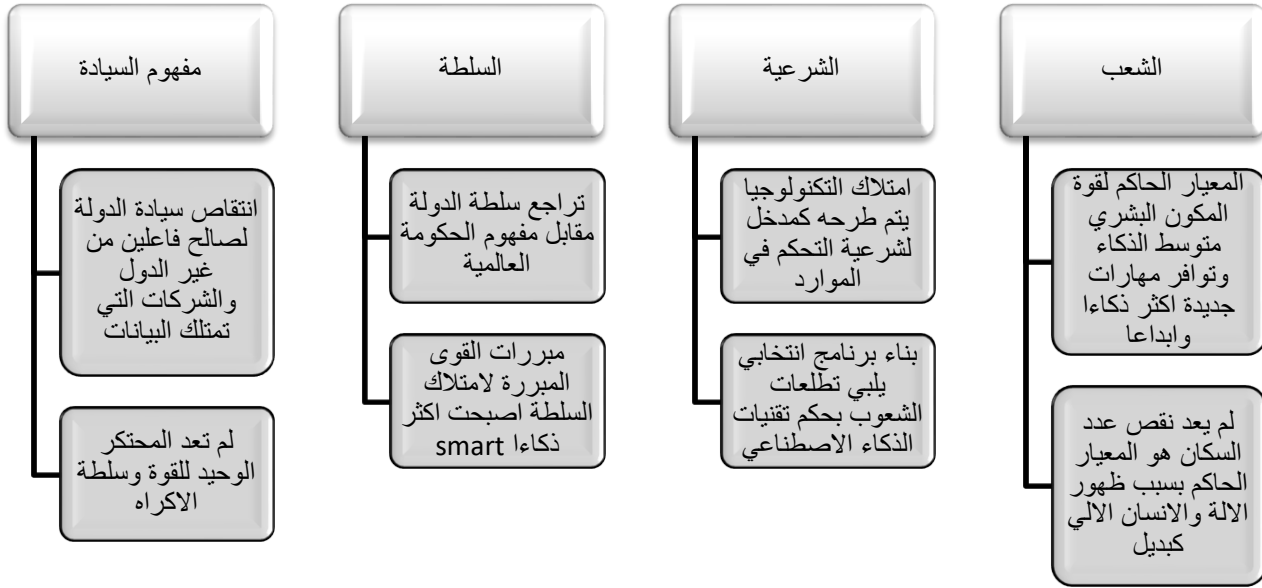 الشعب
المعيار الحاكم لقوة
المكون البشري
متوسط الذكاء
وتوافر مهارات
جديدة اكثر ذكاءا
وابداعا
لم يعد نقص عدد
السكان هو المعيار
الحاكم بسبب ظهور
الالة والانسان الالي
كبديل
الشرعية
امتلاك التكنولوجيا
يتم طرحه كمدخل
لشرعية التحكم في
الموارد
بناء برنامج انتخابي
يلبي تطلعات
الشعوب بحكم تقنيات
الذكاء الاصطناعي
السلطة
تراجع سلطة الدولة
مقابل مفهوم الحكومة
العالمية
مبررات القوى
المبررة لامتلاك
السلطة اصبحت اكثر
ذكاءا smart
مفهوم السيادة
انتقاص سيادة الدولة
لصالح فاعلين من
غير الدول
والشركات التي
تمتلك البيانات
لم تعد المحتكر
الوحيد للقوة وسلطة
الاكراه